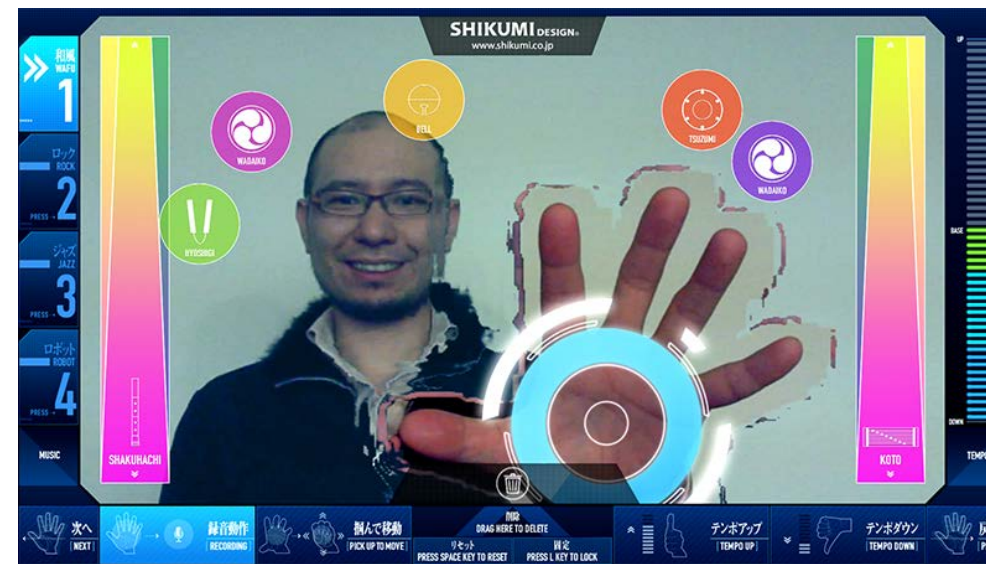 SHIKUMI DESIGN®
www.shikumi.co.jp
和風
WAFU
1
ロック
ROCK
PRESS → 2
ジャズ
JAZZ
PRESS → 3
ロボット
ROBOT
PRESS → 4
MUSIC
SHAKUHACHI
HYOSHIGI
WADAIKO
BELL
TSUZUMI
WADAIKO
KOTO
UP
BASE
DOWN
TEMPO
次へ
[NEXT]
録音動作
[RECORDING]
掴んで移動
[PICK UP TO MOVE]
削除
DRAG HERE TO DELETE
リセット
PRESS SPACE KEY TO RESET
固定
PRESS L KEY TO LOCK
テンポアップ
[TEMPO UP]
テンポダウン
[TEMPO DOWN]